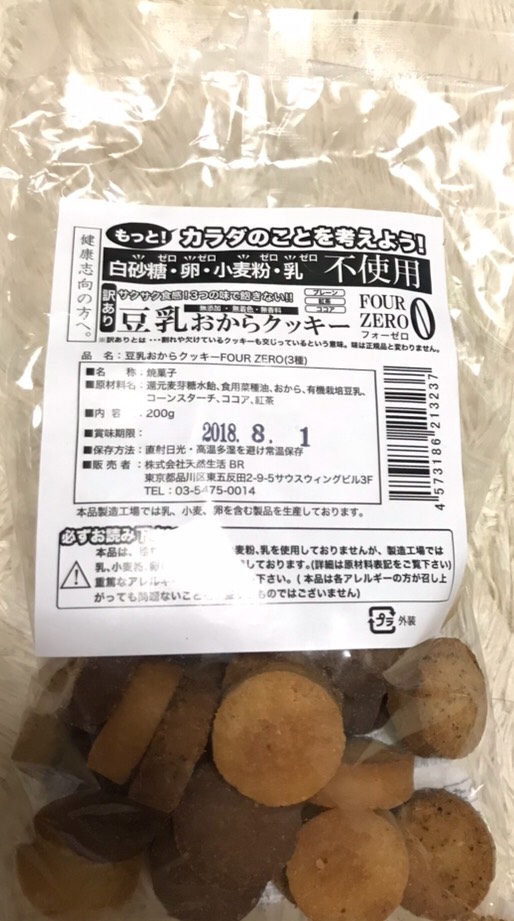 健康志向の方へ。
もっと！ カラダのことを考えよう！
白砂糖・卵・小麦粉・乳 不使用
訳あり サクサク食感！3つの味で飽きない!! プレーン
無添加・無着色・無香料 紅茶
ココア
豆乳おからクッキー FOUR ZERO 0
フォーゼロ
※訳ありとは・・・割れや欠けているクッキーも交じっているという意味。味は正規品と変わりません。
品 名：豆乳おからクッキーFOUR ZERO(3種)
■名 称：焼菓子
■原材料名：還元麦芽糖水飴、食用菜種油、おから、有機栽培豆乳、
コーンスターチ、ココア、紅茶
■内 容 ：200g
■賞味期限： 2018. 8. 1
■保存方法：直射日光・高温多湿を避け常温保存
■販 売 者：株式会社天然生活 BR
東京都品川区東五反田2-9-5サウスウィングビル3F
TEL：03-5475-0014
4 573186 213237
本品製造工場では乳、小麦、卵を含む製品を生産しております。
必ずお読み下
本品は、 麦粉、乳を使用しておりませんが、製造工場では
乳、小麦 しております。(詳細は原材料表記をご覧下さい)
重篤なアレルギ 下さい。(本品は各アレルギーの方が召し上
がっても問題ないこと ものではございません)
プラ 外装